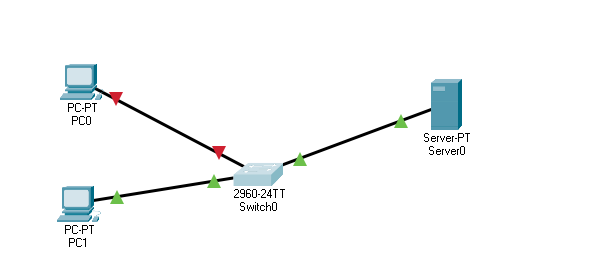 PC-PT
PC0
Server-PT
Server0
2960-24TT
Switch0
PC-PT
PC1